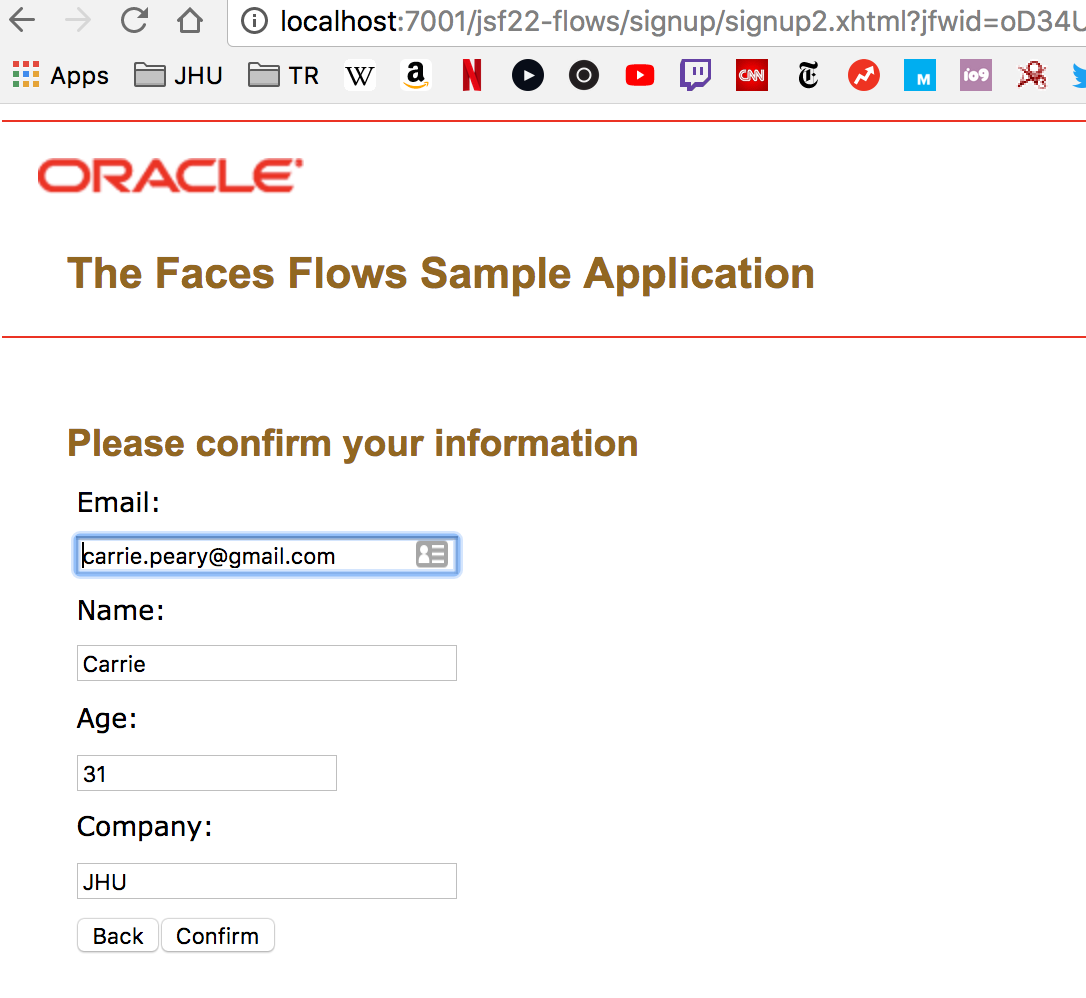 localhost:7001/jsf22-flows/signup/signup2.xhtml?jfwid=oD34U
Apps JHU TR W a N CNN T M io9
ORACLE
The Faces Flows Sample Application
Please confirm your information
Email:
carrie.peary@gmail.com
Name:
Carrie
Age:
31
Company:
JHU
Back Confirm